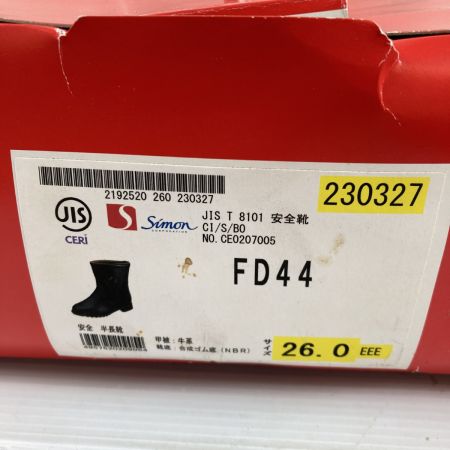 2192520 260 230327
230327
JIS
CERI
S
Simon
CORPORATION
JIS T 8101 安全靴
CI/S/BO
NO.CE0207005
FD44
安全 半長靴
甲被:牛革
靴底:合成ゴム底(NBR)
サイズ
26.0 EEE